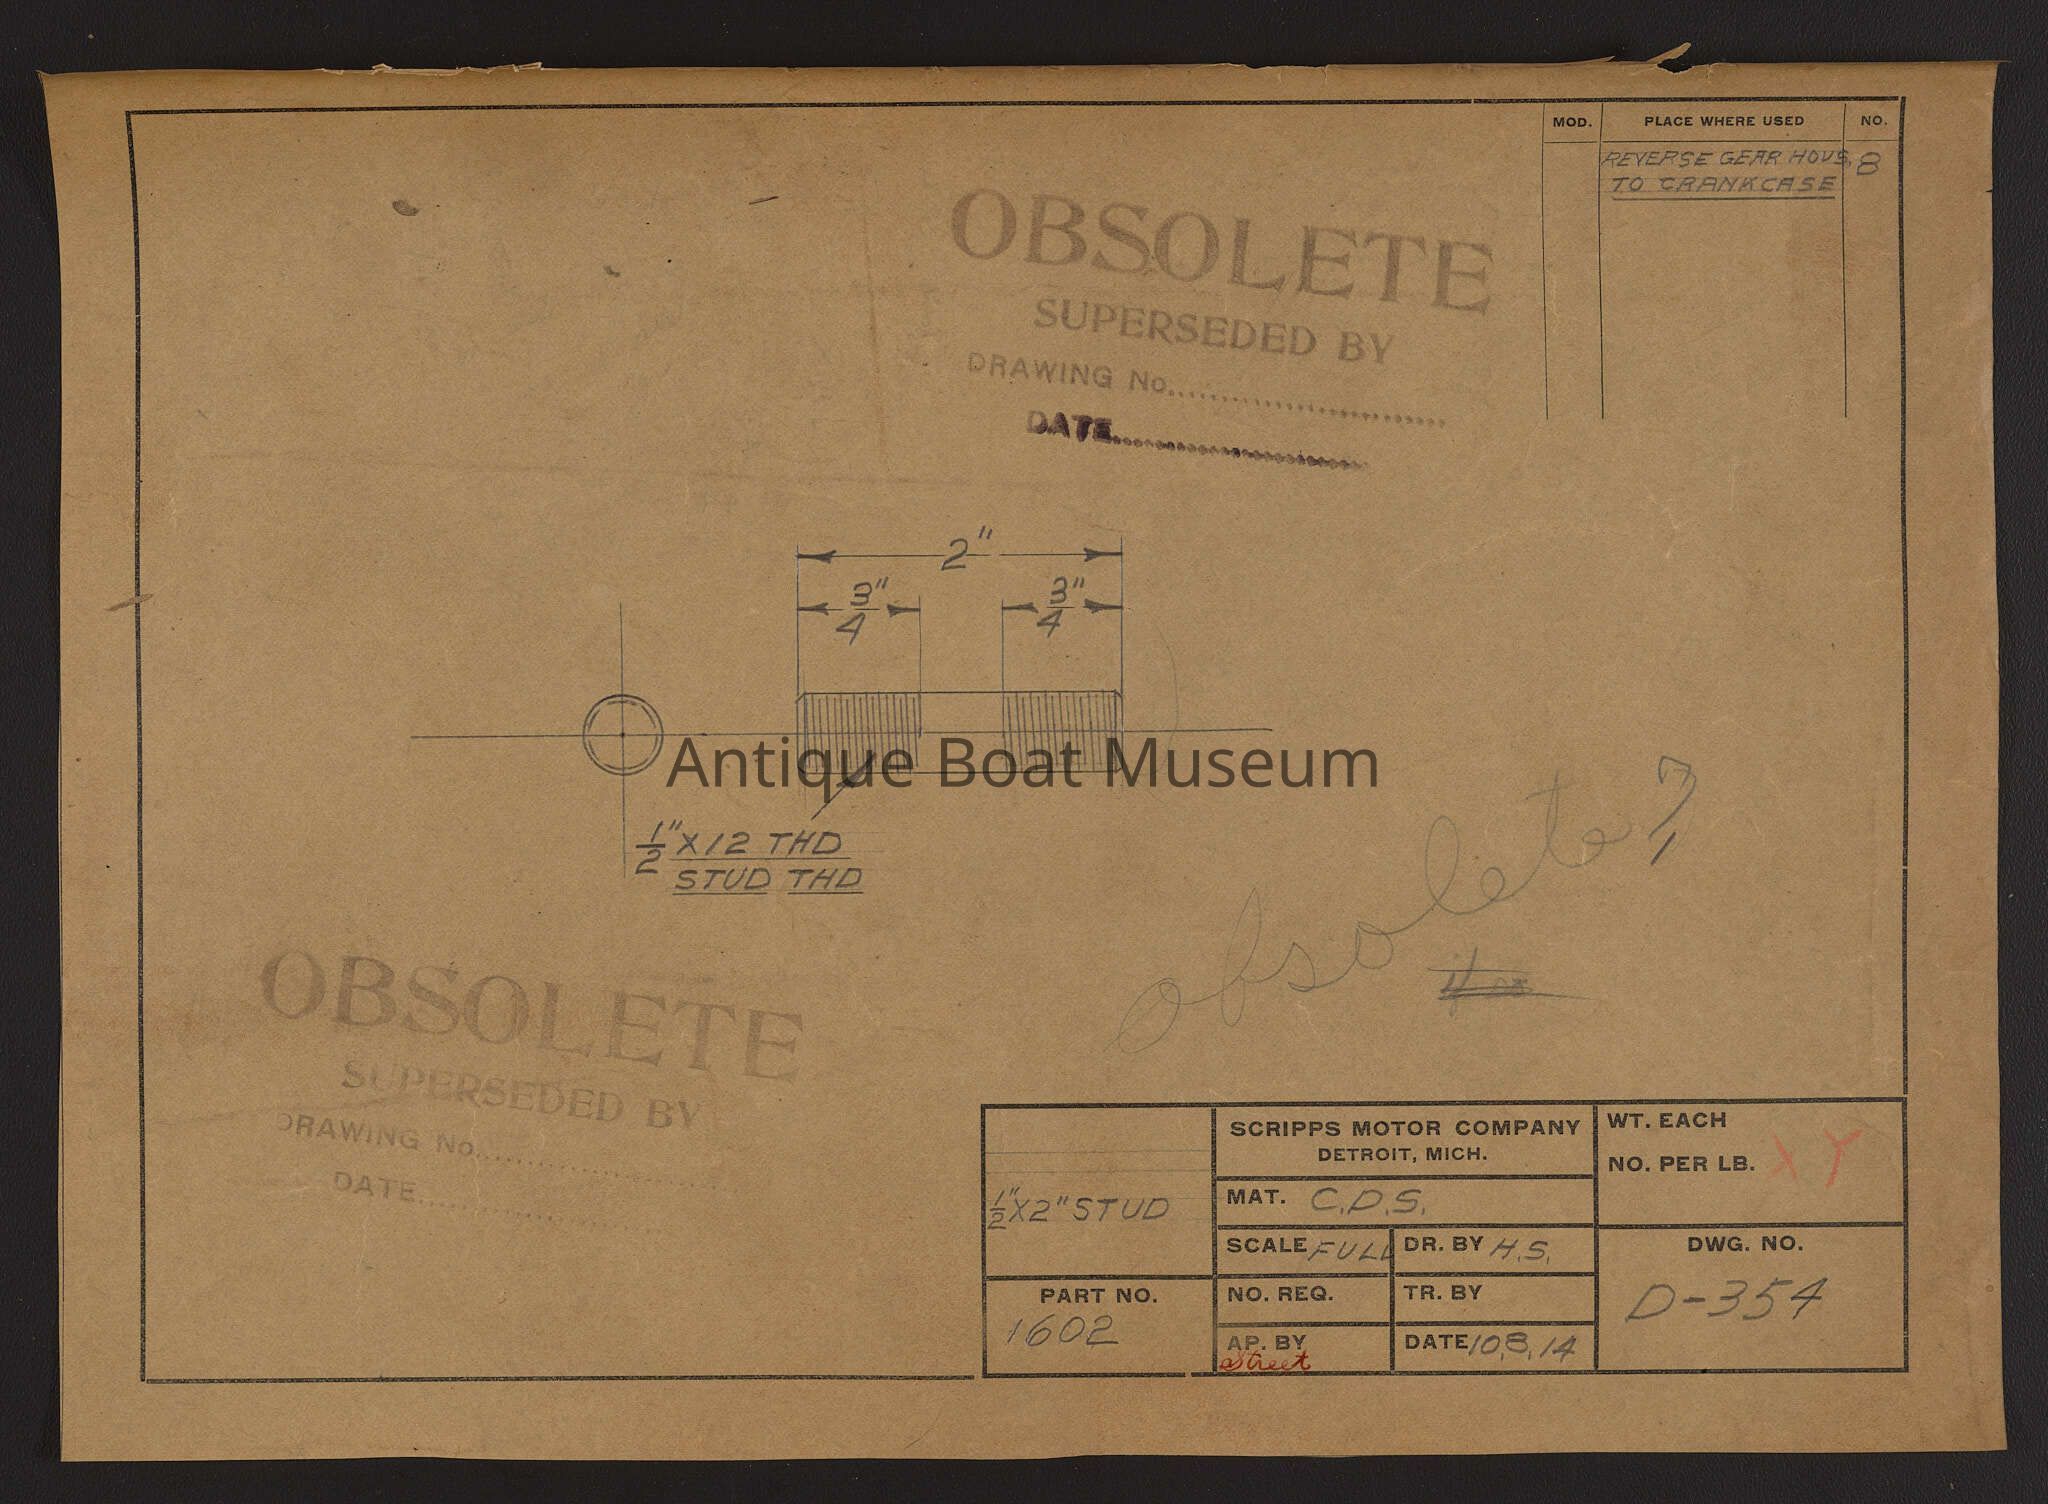 MOD. PLACE WHERE USED NO.
REVERSE GEAR HOUS, 8
TO CRANKCASE
OBSOLETE
SUPERSEDED BY
DRAWING No..............................
DATE..............................
2"
3/4" 3/4"
Antique Boat Museum
1/2" X 12 THD
STUD THD
obsolete?
OBSOLETE
SUPERSEDED BY
DRAWING No..............................
DATE..............................
1/2" X 2" STUD
PART NO.
1602
SCRIPPS MOTOR COMPANY
DETROIT, MICH.
MAT. C.D.S.
SCALE FULL DR. BY H.S.
NO. REQ. TR. BY
AP. BY Street DATE 10.8.14
WT. EACH
NO. PER LB. X Y
DWG. NO.
D-354